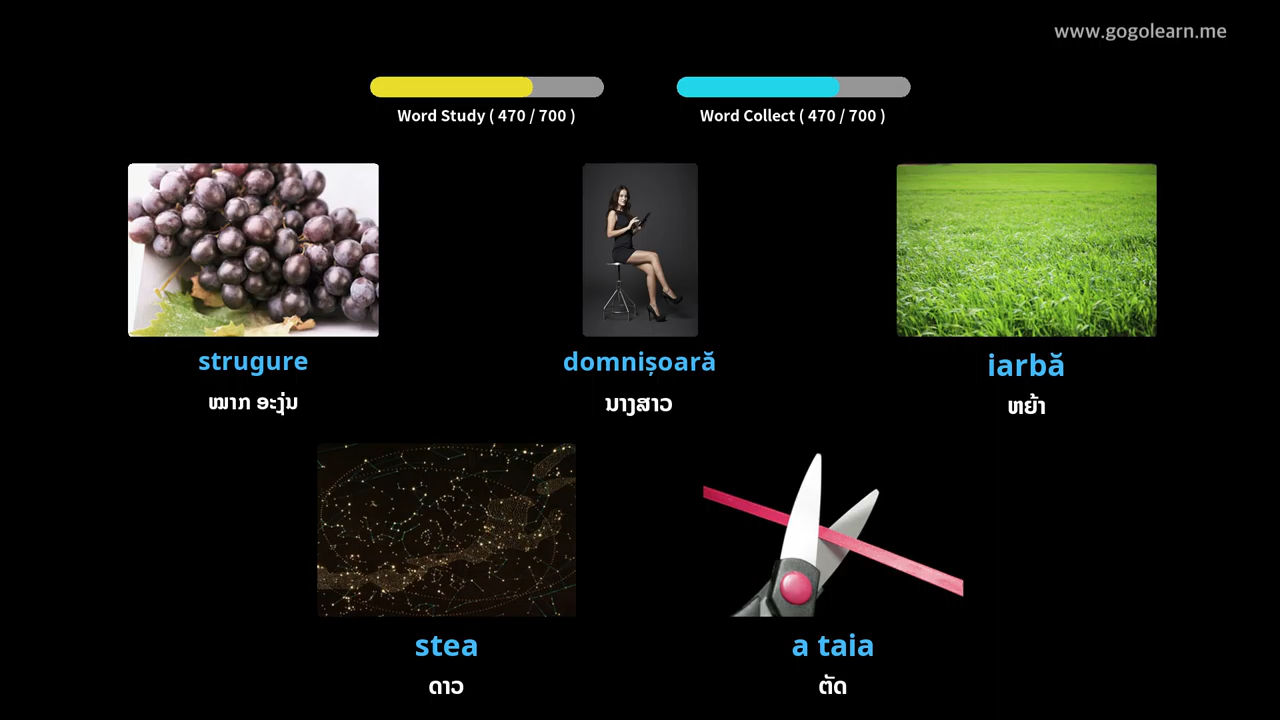 www.gogolearn.me
Word Study ( 470 / 700 )
Word Collect ( 470 / 700 )
strugure
ໝາກ ອະງຸ່ນ
domnișoară
ນາງສາວ
iarbă
ຫຍ້າ
stea
ດາວ
a taia
ຕັດ